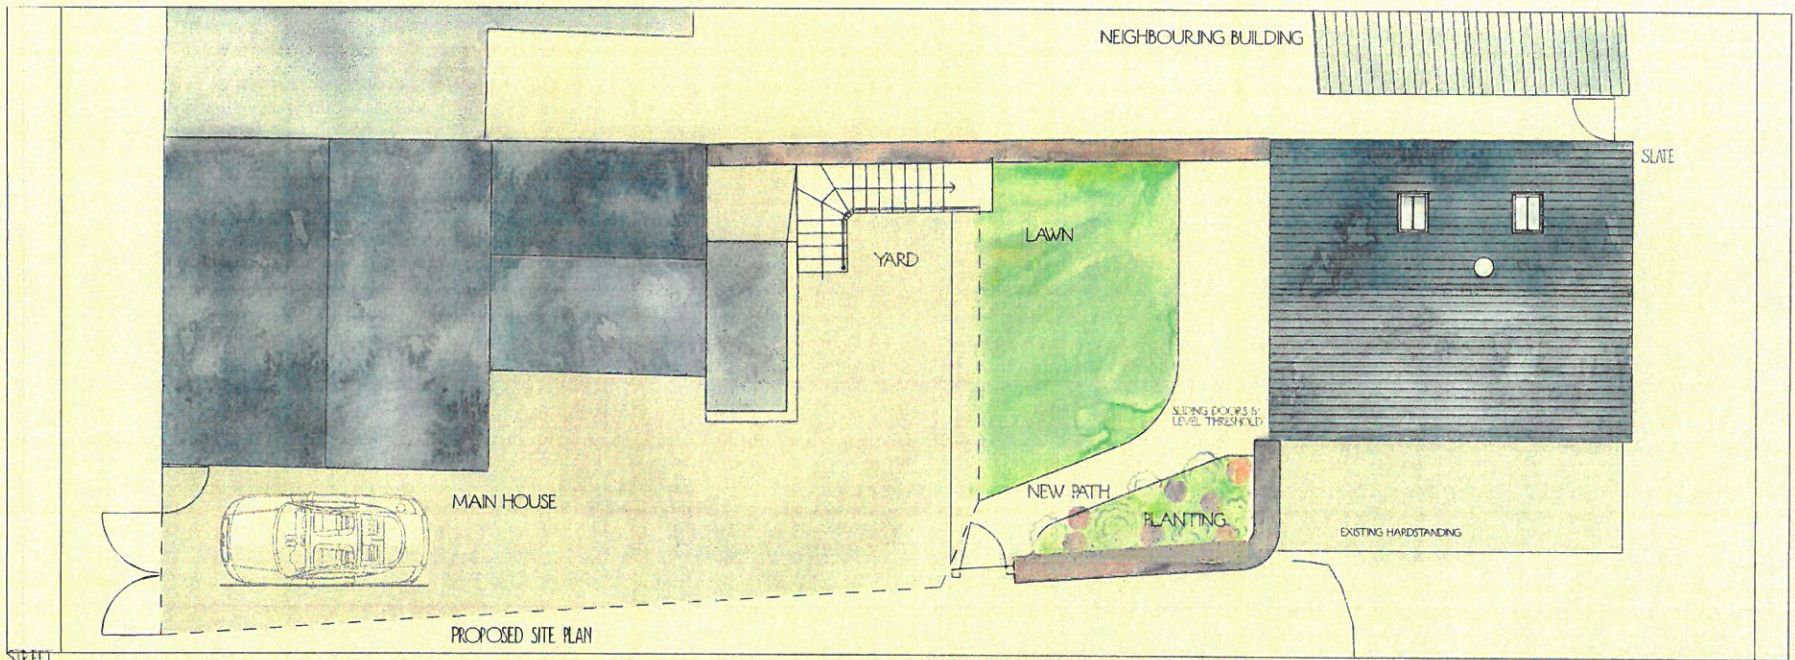 NEIGHBOURING BUILDING
SLATE
LAWN
YARD
SLIDING DOORS &
LEVEL THRESHOLD
NEW PATH
MAIN HOUSE
PLANTING
EXISTING HARDSTANDING
PROPOSED SITE PLAN
STREET